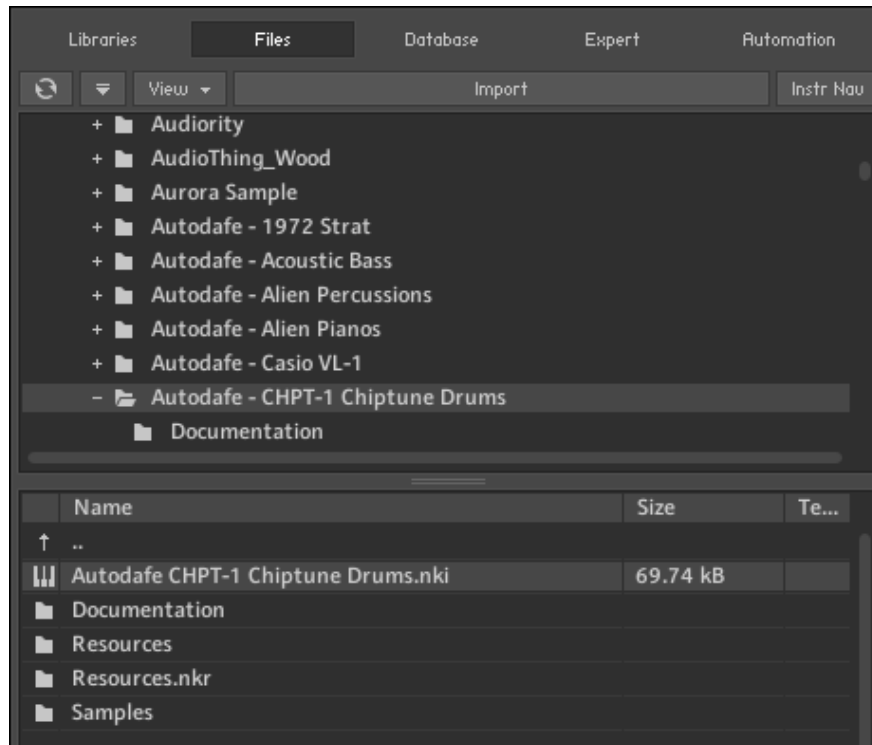 Libraries Files Database Expert Automation
View Import Instr Nav
+ Audiority
+ AudioThing_Wood
+ Aurora Sample
+ Autodafe - 1972 Strat
+ Autodafe - Acoustic Bass
+ Autodafe - Alien Percussions
+ Autodafe - Alien Pianos
+ Autodafe - Casio VL-1
- Autodafe - CHPT-1 Chiptune Drums
Documentation
Name Size Te...
..
Autodafe CHPT-1 Chiptune Drums.nki 69.74 kB
Documentation
Resources
Resources.nkr
Samples